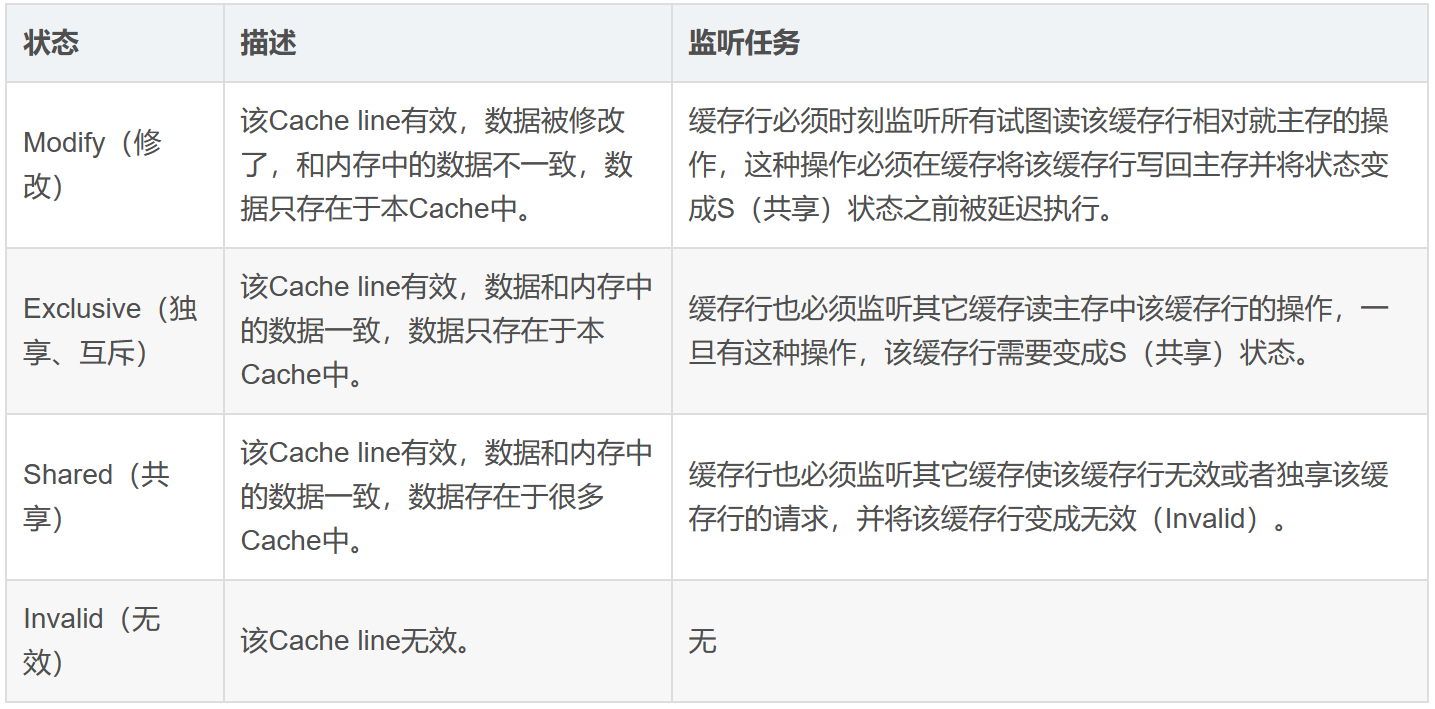 状态
描述
监听任务
Modify（修
改）
该Cache line有效，数据被修改
了，和内存中的数据不一致，数
据只存在于本Cache中。
缓存行必须时刻监听所有试图读该缓存行相对就主存的操
作，这种操作必须在缓存将该缓存行写回主存并将状态变
成S（共享）状态之前被延迟执行。
Exclusive（独
享、互斥）
该Cache line有效，数据和内存中
的数据一致，数据只存在于本
Cache中。
缓存行也必须监听其它缓存读主存中该缓存行的操作，一
旦有这种操作，该缓存行需要变成S（共享）状态。
Shared（共
享）
该Cache line有效，数据和内存中
的数据一致，数据存在于很多
Cache中。
缓存行也必须监听其它缓存使该缓存行无效或者独享该缓
存行的请求，并将该缓存行变成无效（Invalid）。
Invalid（无
效）
该Cache line无效。
无